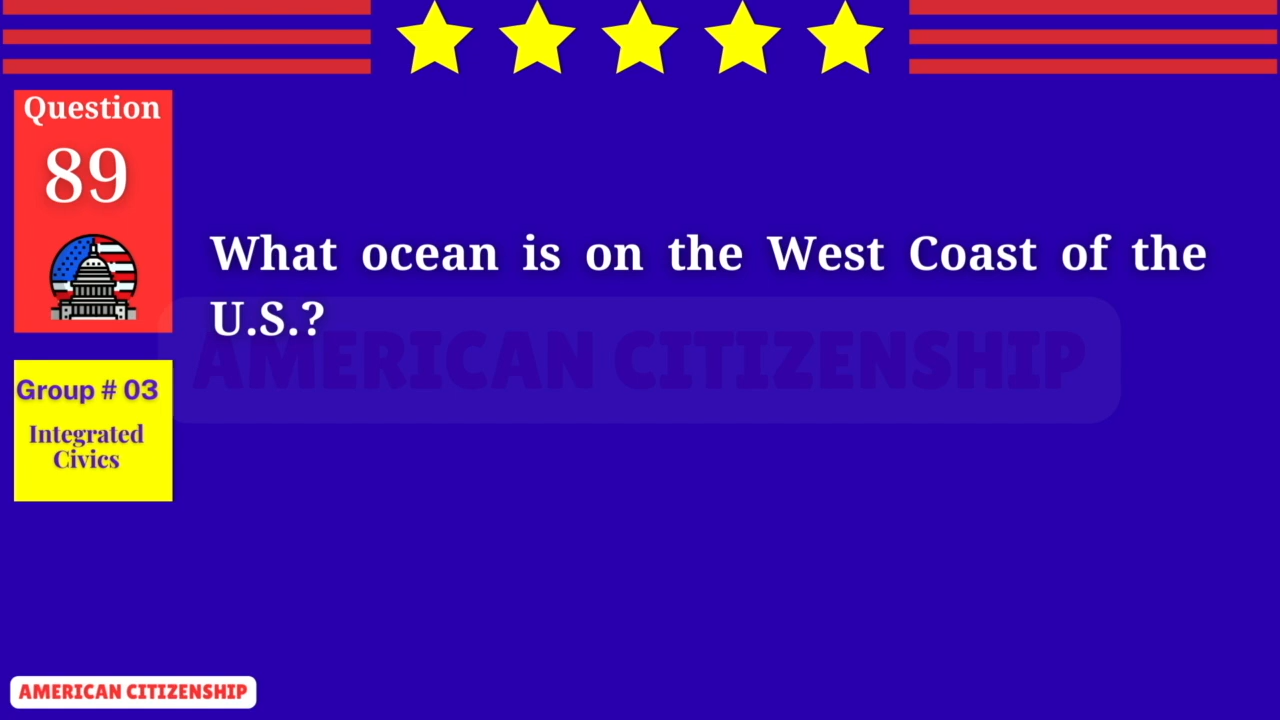 Question
89
What ocean is on the West Coast of the
U.S.?
AMERICAN CITIZENSHIP
Group # 03
Integrated
Civics
AMERICAN CITIZENSHIP